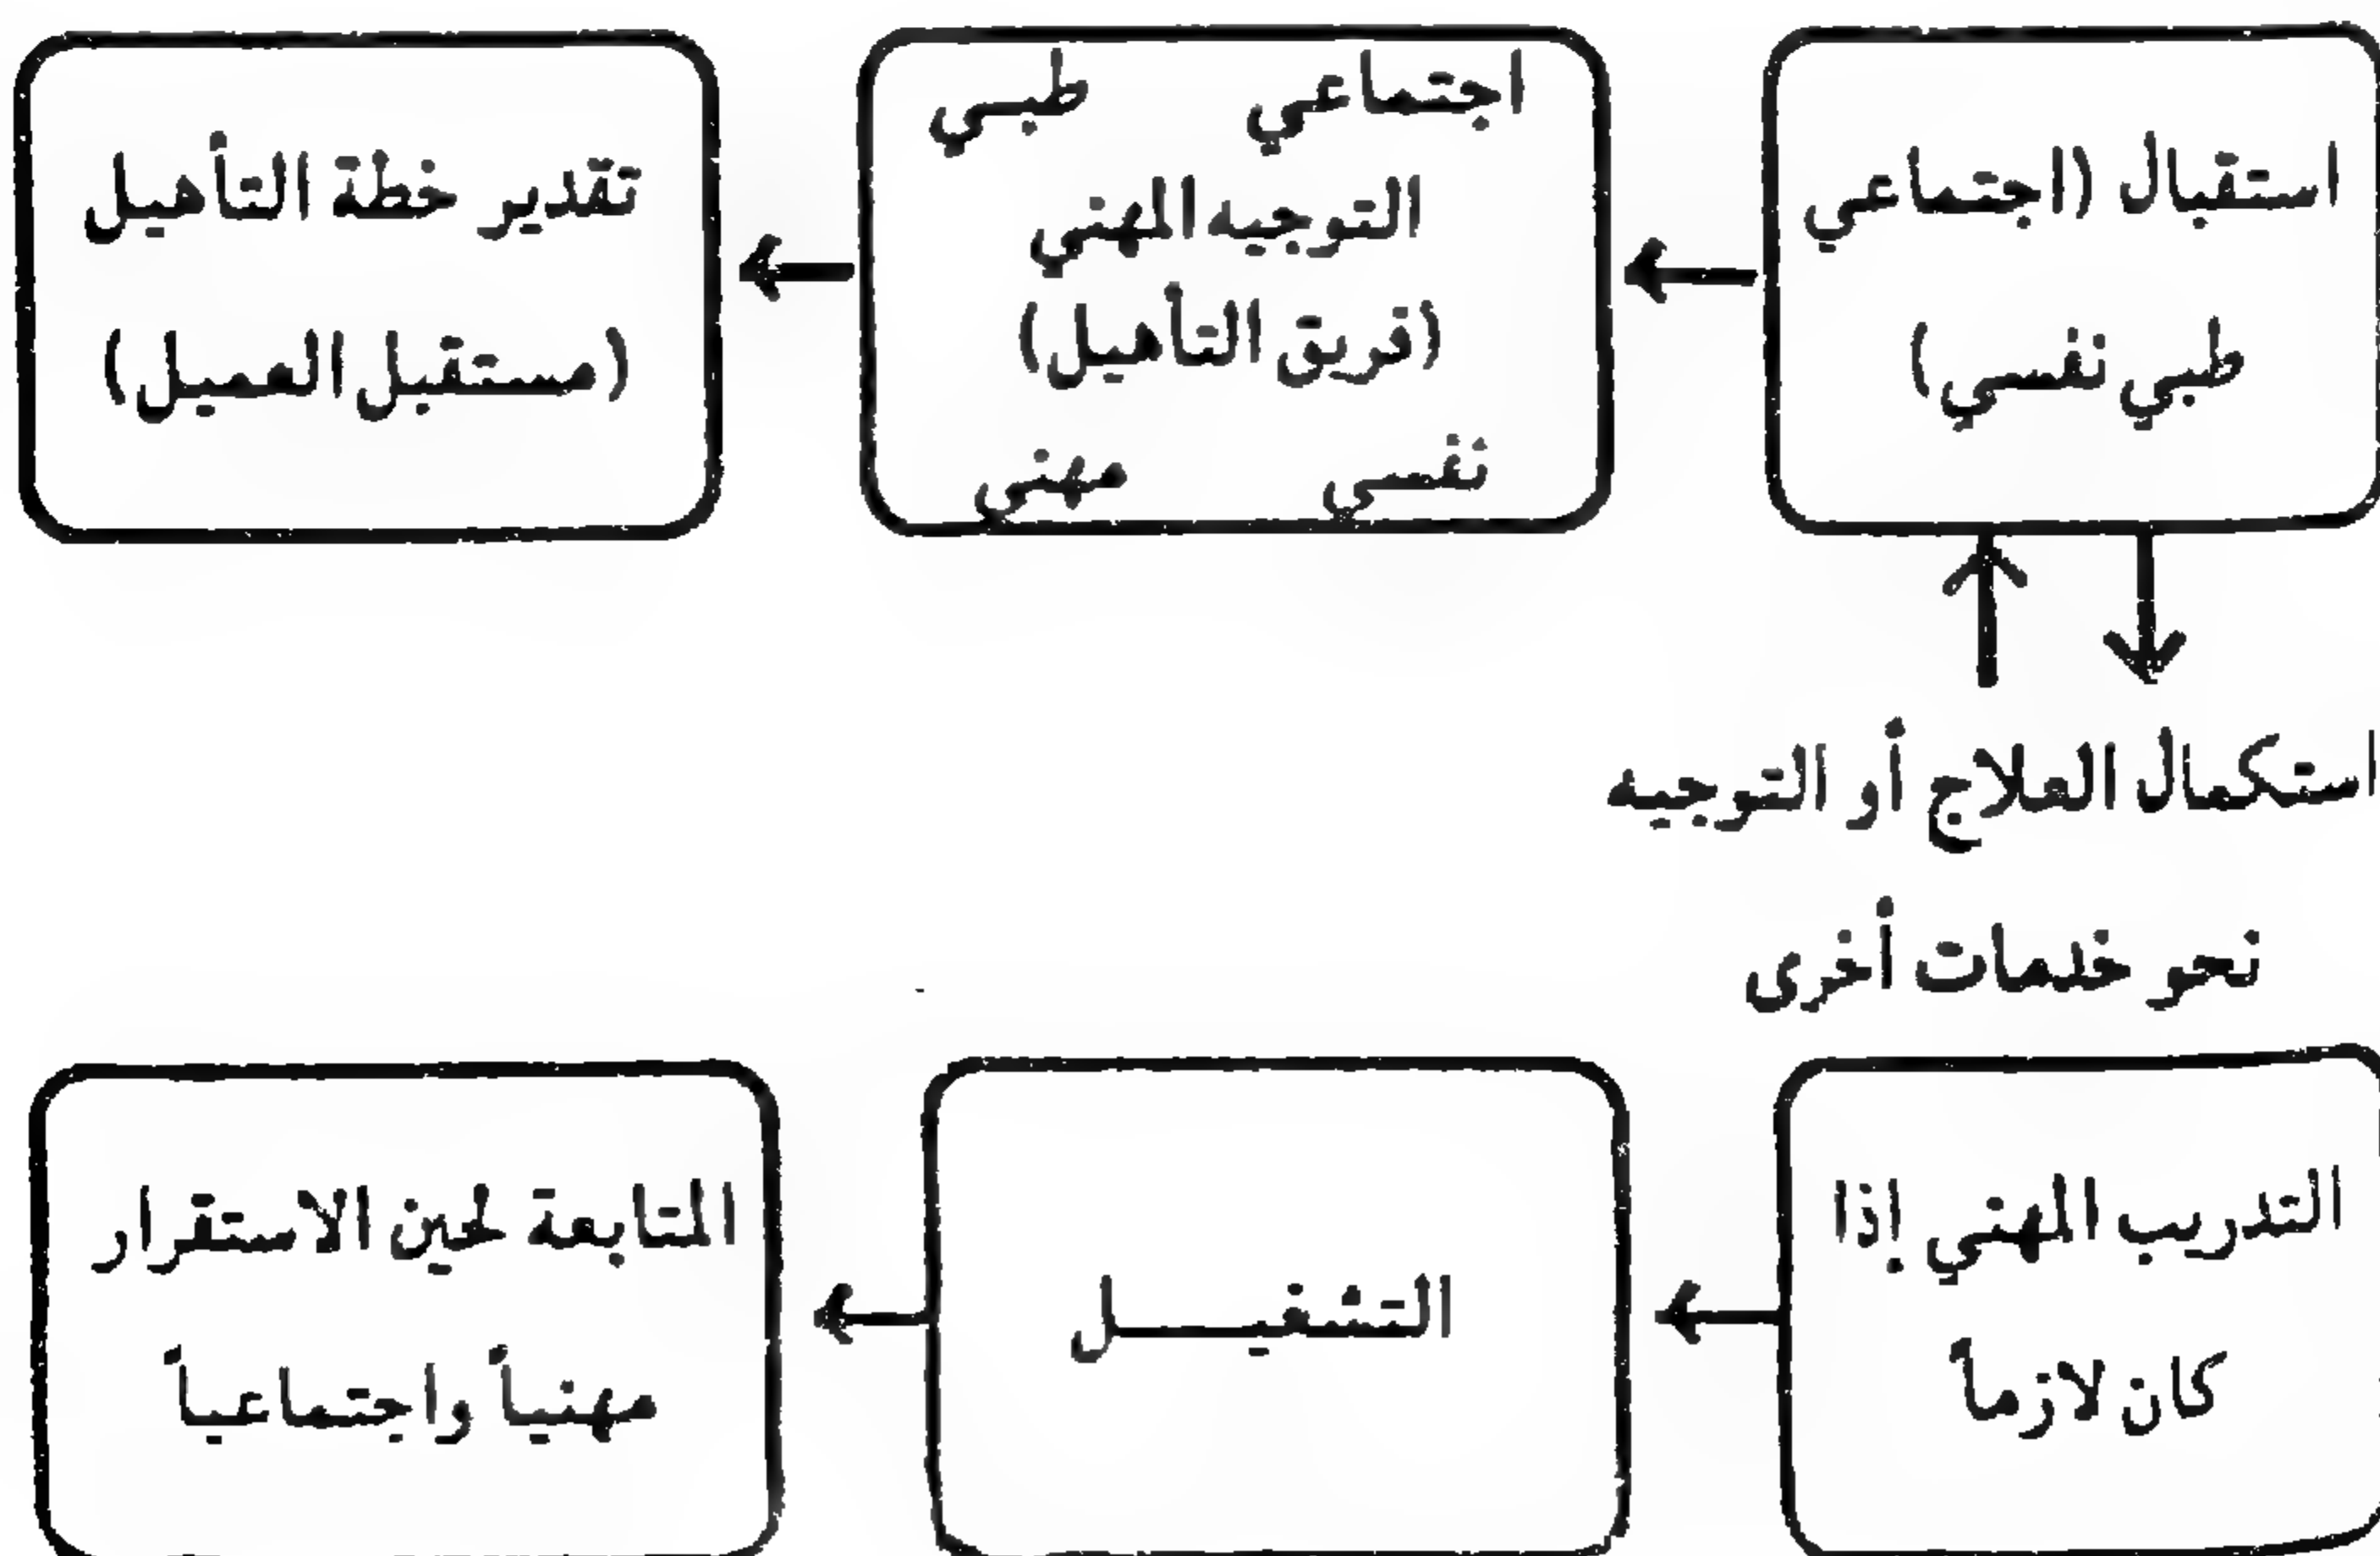 استقبال (اجتماعي
طبي نفسي)
اجتماعي طبي
التوجيه المهني
(فريق التأهيل)
نفسي مهني
تقدير خطة التأهيل
(مستقبل العميل)
استكمال العلاج أو التوجيه
نحو خدمات أخرى
التدريب المهني إذا
كان لازماً
التشغيــــل
المتابعة لحين الاستقرار
مهنياً واجتماعياً